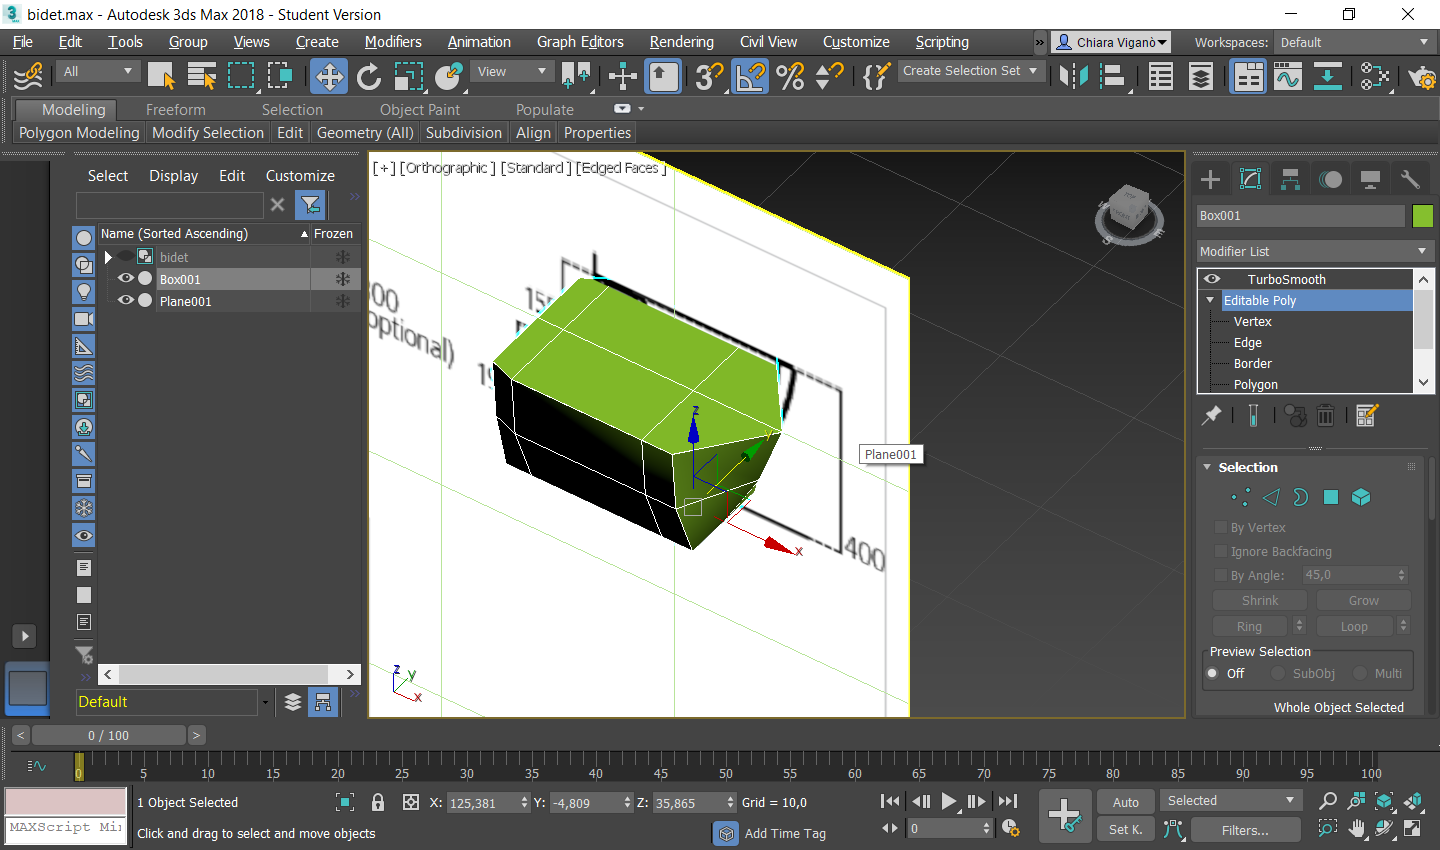 bidet.max - Autodesk 3ds Max 2018 - Student Version
File Edit Tools Group Views Create Modifiers Animation Graph Editors Rendering Civil View Customize Scripting » Chiara Viganò Workspaces: Default
All View Create Selection Set
Modeling Freeform Selection Object Paint Populate
Polygon Modeling Modify Selection Edit Geometry (All) Subdivision Align Properties
Select Display Edit Customize
Name (Sorted Ascending) Frozen
bidet
Box001
Plane001
Default
[+] [Orthographic ] [Standard ] [Edged Faces ]
optional)
400
Plane001
z
y
x
z
y
x
Box001
Modifier List
TurboSmooth
Editable Poly
Vertex
Edge
Border
Polygon
Selection
By Vertex
Ignore Backfacing
By Angle: 45,0
Shrink Grow
Ring Loop
Preview Selection
Off SubObj Multi
Whole Object Selected
< 0 / 100 >
0 5 10 15 20 25 30 35 40 45 50 55 60 65 70 75 80 85 90 95 100
1 Object Selected X: 125,381 Y: -4,809 Z: 35,865 Grid = 10,0 Auto Selected
MAXScript Mi Click and drag to select and move objects Add Time Tag 0 Set K. Filters...